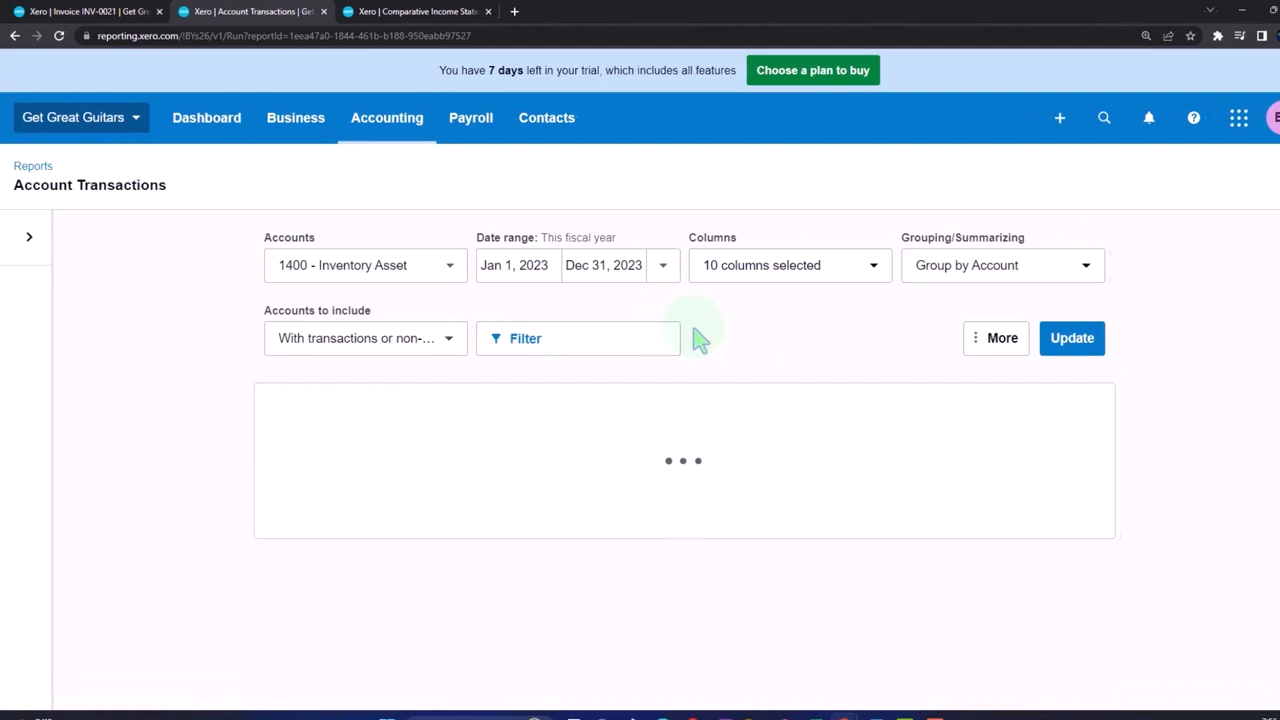 Xero | Invoice INV-0021 | Get Gr
Xero | Account Transactions | Get
Xero | Comparative Income State
reporting.xero.com/!BYs26/v1/Run?reportId=1eea47a0-1844-461b-b188-950eabb97527
You have 7 days left in your trial, which includes all features
Choose a plan to buy
Get Great Guitars
Dashboard
Business
Accounting
Payroll
Contacts
Reports
Account Transactions
Accounts
Date range: This fiscal year
Columns
Grouping/Summarizing
1400 - Inventory Asset
Jan 1, 2023
Dec 31, 2023
10 columns selected
Group by Account
Accounts to include
With transactions or non-...
Filter
More
Update